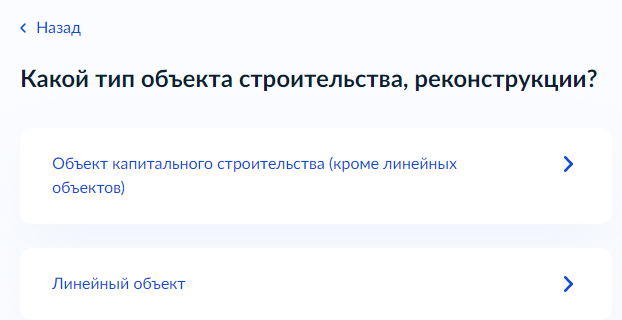 Назад
Какой тип объекта строительства, реконструкции?
Объект капитального строительства (кроме линейных
объектов)
Линейный объект